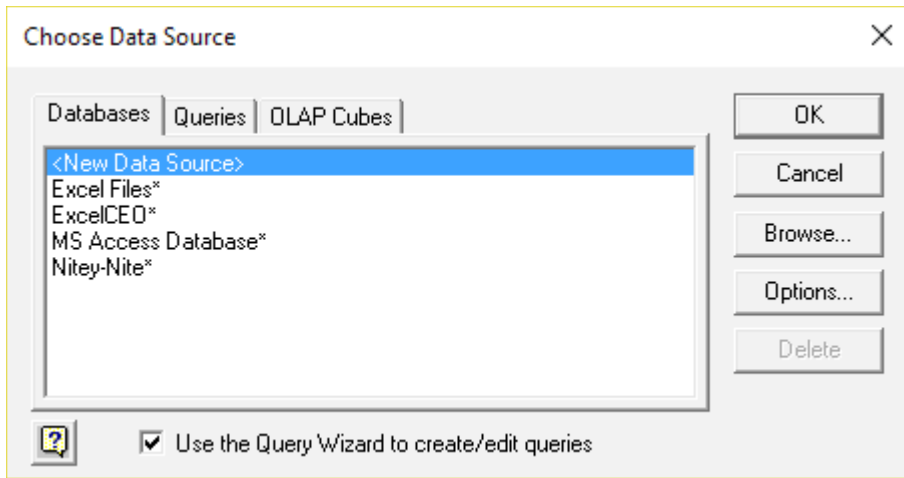 Choose Data Source
Databases Queries OLAP Cubes
<New Data Source>
Excel Files*
ExcelCEO*
MS Access Database*
Nitey-Nite*
OK
Cancel
Browse...
Options...
Delete
Use the Query Wizard to create/edit queries